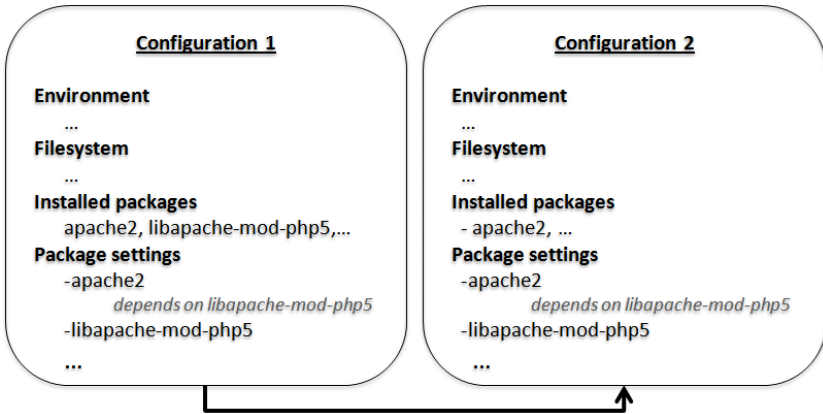 Configuration 1
Environment
...
Filesystem
...
Installed packages
apache2, libapache-mod-php5,...
Package settings
-apache2
depends on libapache-mod-php5
-libapache-mod-php5
...
Configuration 2
Environment
...
Filesystem
...
Installed packages
- apache2, ...
Package settings
-apache2
depends on libapache-mod-php5
-libapache-mod-php5
...